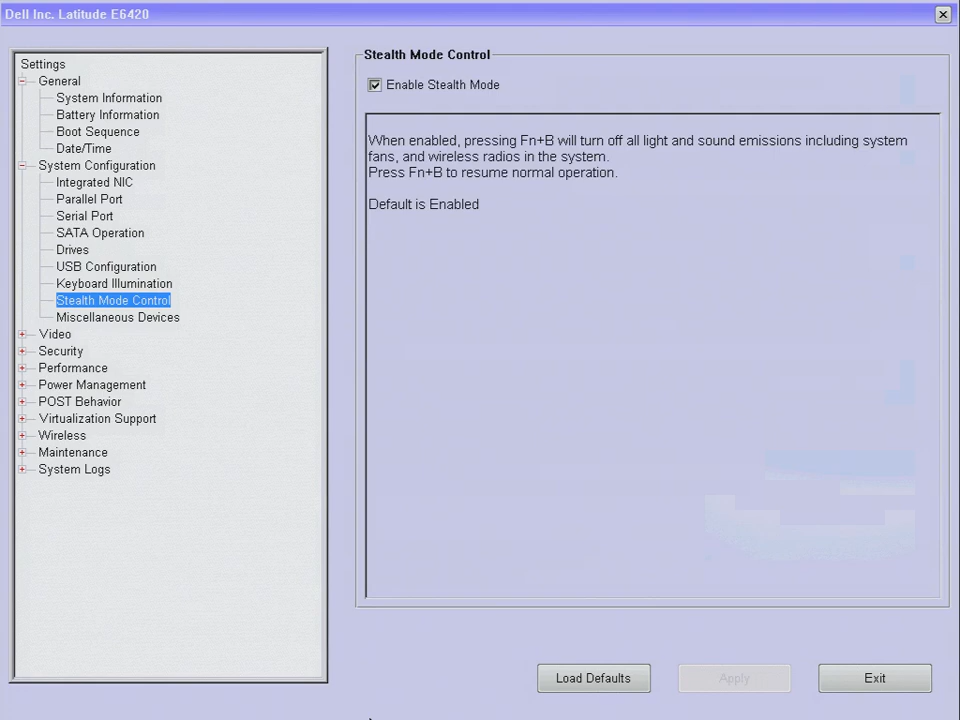 Dell Inc. Latitude E6420
Settings
General
System Information
Battery Information
Boot Sequence
Date/Time
System Configuration
Integrated NIC
Parallel Port
Serial Port
SATA Operation
Drives
USB Configuration
Keyboard Illumination
Stealth Mode Control
Miscellaneous Devices
Video
Security
Performance
Power Management
POST Behavior
Virtualization Support
Wireless
Maintenance
System Logs
Stealth Mode Control
Enable Stealth Mode
When enabled, pressing Fn+B will turn off all light and sound emissions including system
fans, and wireless radios in the system.
Press Fn+B to resume normal operation.
Default is Enabled
Load Defaults
Apply
Exit